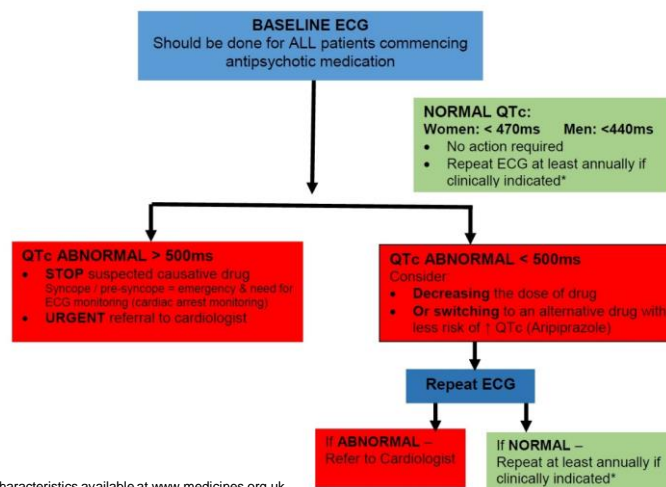 BASELINE ECG
Should be done for ALL patients commencing
antipsychotic medication
NORMAL QTc:
Women: < 470ms Men: <440ms
• No action required
• Repeat ECG at least annually if
clinically indicated*
QTc ABNORMAL > 500ms
• STOP suspected causative drug
Syncope / pre-syncope = emergency & need for
ECG monitoring (cardiac arrest monitoring)
• URGENT referral to cardiologist
QTc ABNORMAL < 500ms
Consider
• Decreasing the dose of drug
• Or switching to an alternative drug with
less risk of ↑ QTc (Aripiprazole)
Repeat ECG
If ABNORMAL –
Refer to Cardiologist
If NORMAL –
Repeat at least annually if
clinically indicated*
characteristics available at www.medicines.org.uk